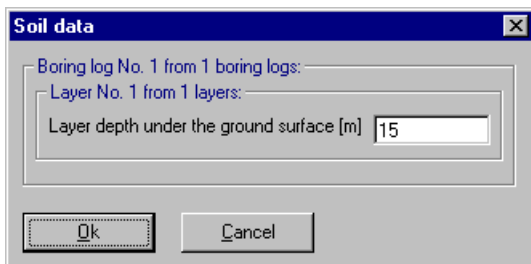 Soil data
Boring log No. 1 from 1 boring logs:
Layer No. 1 from 1 layers:
Layer depth under the ground surface [m] 15
Ok Cancel